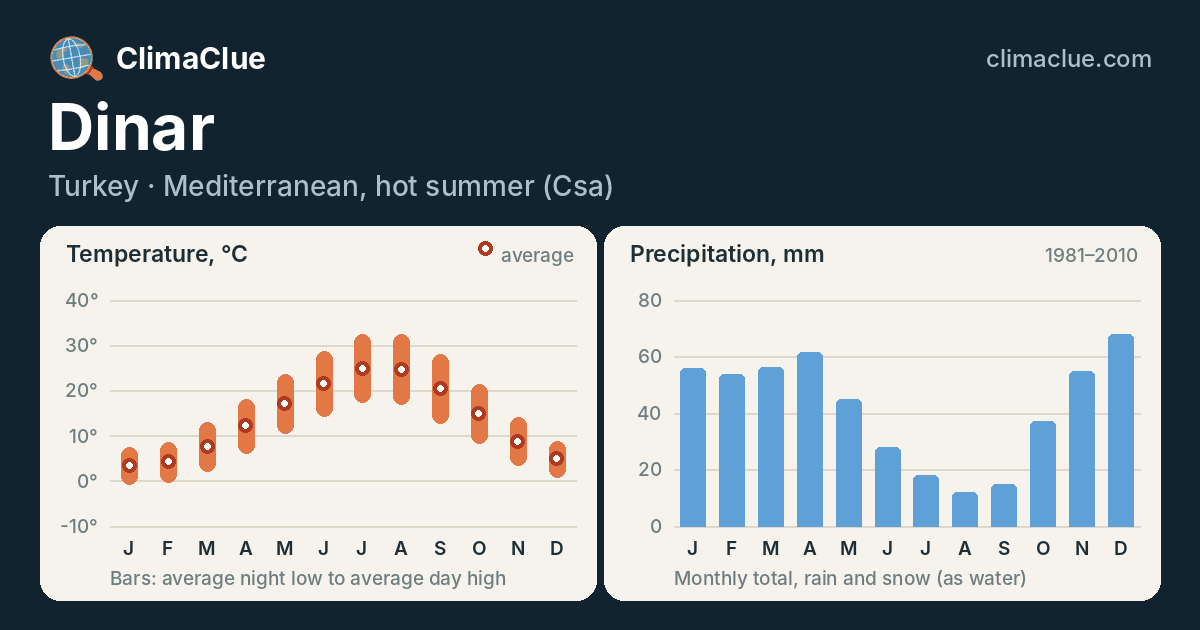 ClimaClue
climaclue.com
Dinar
Turkey · Mediterranean, hot summer (Csa)
Temperature, °C
average
40°
30°
20°
10°
0°
-10°
J F M A M J J A S O N D
Bars: average night low to average day high
Precipitation, mm
1981–2010
80
60
40
20
0
J F M A M J J A S O N D
Monthly total, rain and snow (as water)